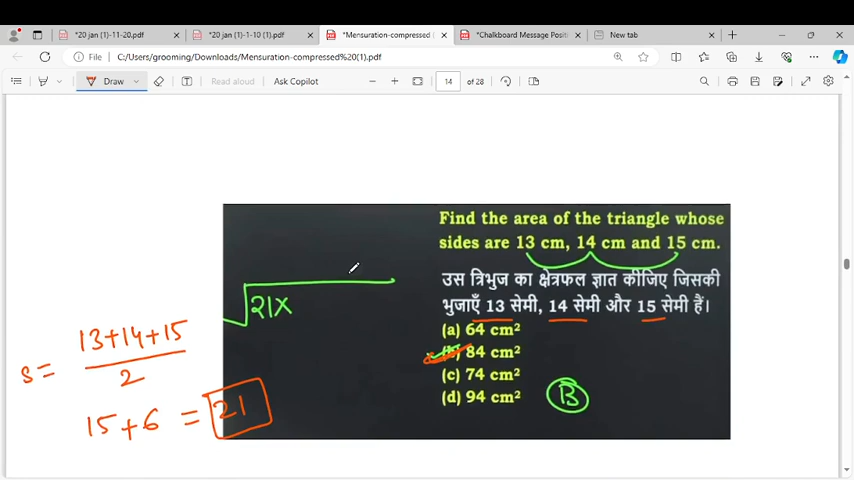 *20 jan (1)-11-20.pdf
*20 jan (1)-1-10 (1).pdf
*Mensuration-compressed
*Chalkboard Message Positi
New tab
File
C:/Users/grooming/Downloads/Mensuration-compressed%20(1).pdf
Draw
Read aloud
Ask Copilot
14
of 28
Find the area of the triangle whose
sides are 13 cm, 14 cm and 15 cm.
उस त्रिभुज का क्षेत्रफल ज्ञात कीजिए जिसकी
भुजाएँ 13 सेमी, 14 सेमी और 15 सेमी हैं।
(a) 64 cm²
(b) 84 cm²
(c) 74 cm²
(d) 94 cm²
B
√21×
s = 13+14+15
2
15+6 = 21